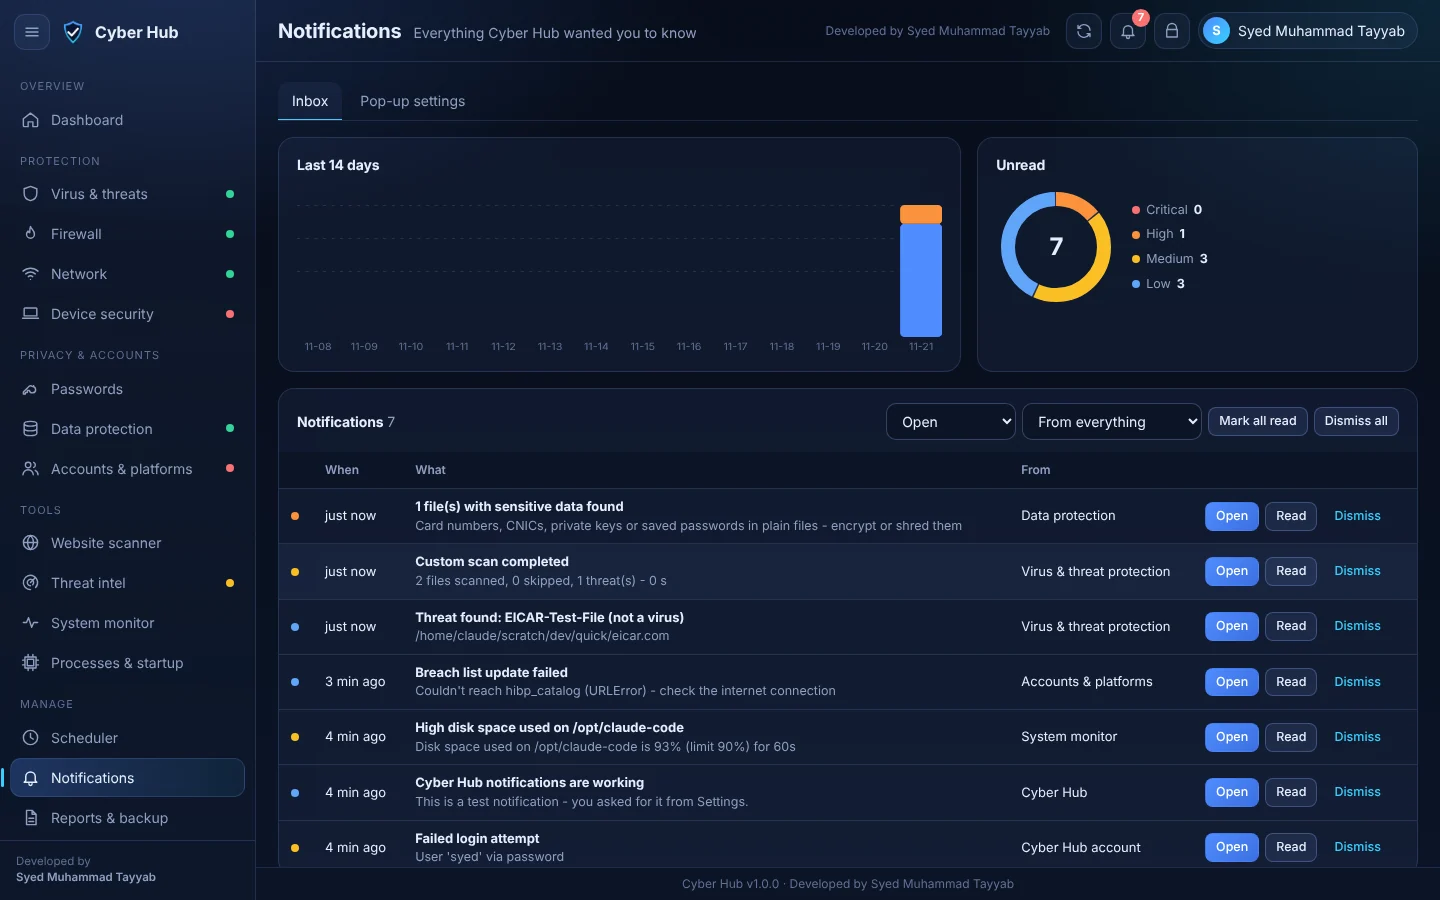 Cyber Hub
OVERVIEW
Dashboard
PROTECTION
Virus & threats
Firewall
Network
Device security
PRIVACY & ACCOUNTS
Passwords
Data protection
Accounts & platforms
TOOLS
Website scanner
Threat intel
System monitor
Processes & startup
MANAGE
Scheduler
Notifications
Reports & backup
Developed by
Syed Muhammad Tayyab
Notifications Everything Cyber Hub wanted you to know
Developed by Syed Muhammad Tayyab
7
S Syed Muhammad Tayyab
Inbox Pop-up settings
Last 14 days
11-08 11-09 11-10 11-11 11-12 11-13 11-14 11-15 11-16 11-17 11-18 11-19 11-20 11-21
Unread
7
Critical 0
High 1
Medium 3
Low 3
Notifications 7
Open From everything Mark all read Dismiss all
When What From
just now 1 file(s) with sensitive data found Data protection Open Read Dismiss
Card numbers, CNICs, private keys or saved passwords in plain files - encrypt or shred them
just now Custom scan completed Virus & threat protection Open Read Dismiss
2 files scanned, 0 skipped, 1 threat(s) - 0 s
just now Threat found: EICAR-Test-File (not a virus) Virus & threat protection Open Read Dismiss
/home/claude/scratch/dev/quick/eicar.com
3 min ago Breach list update failed Accounts & platforms Open Read Dismiss
Couldn't reach hibp_catalog (URLError) - check the internet connection
4 min ago High disk space used on /opt/claude-code System monitor Open Read Dismiss
Disk space used on /opt/claude-code is 93% (limit 90%) for 60s
4 min ago Cyber Hub notifications are working Cyber Hub Open Read Dismiss
This is a test notification - you asked for it from Settings.
4 min ago Failed login attempt Cyber Hub account Open Read Dismiss
User 'syed' via password
Cyber Hub v1.0.0 · Developed by Syed Muhammad Tayyab